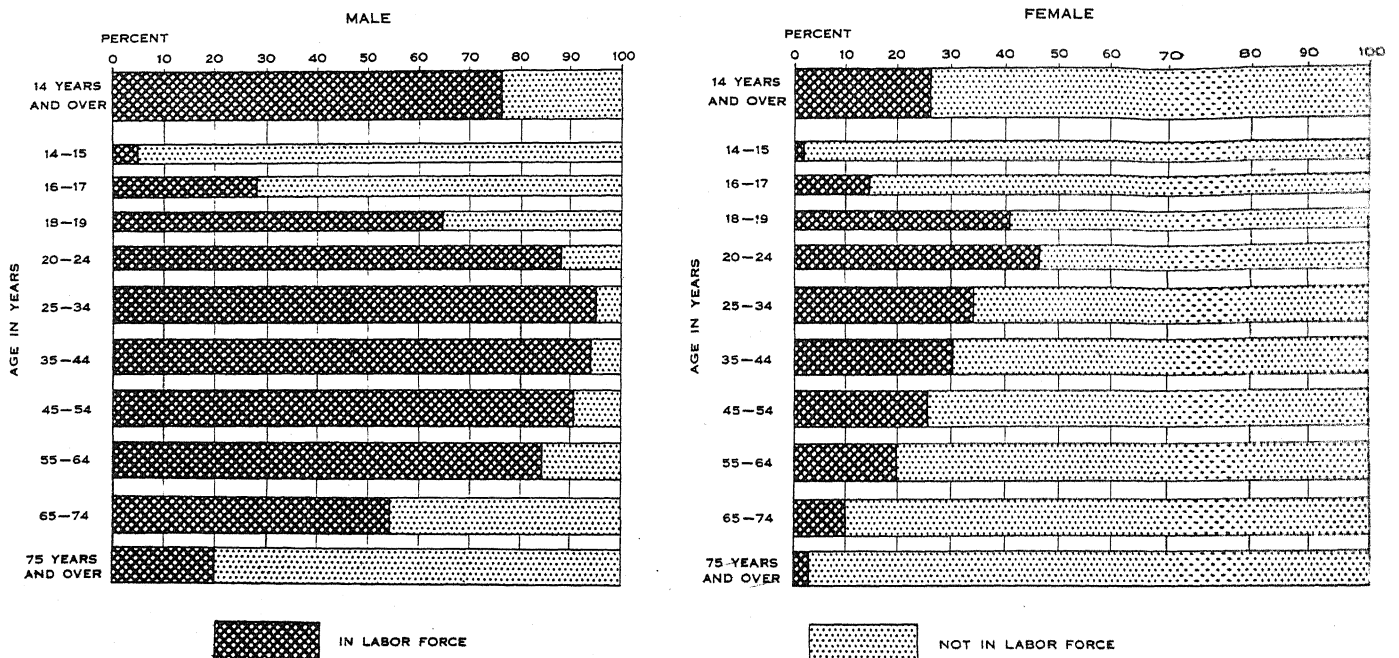 MALE
PERCENT
0 10 20 30 40 50 60 70 80 90 100
14 YEARS
AND OVER
14-15
16-17
18-19
20-24
25-34
35-44
45-54
55-64
65-74
75 YEARS
AND OVER
AGE IN YEARS
IN LABOR FORCE
FEMALE
PERCENT
0 10 20 30 40 50 60 70 80 90 100
14 YEARS
AND OVER
14-15
16-17
18-19
20-24
25-34
35-44
45-54
55-64
65-74
75 YEARS
AND OVER
AGE IN YEARS
NOT IN LABOR FORCE